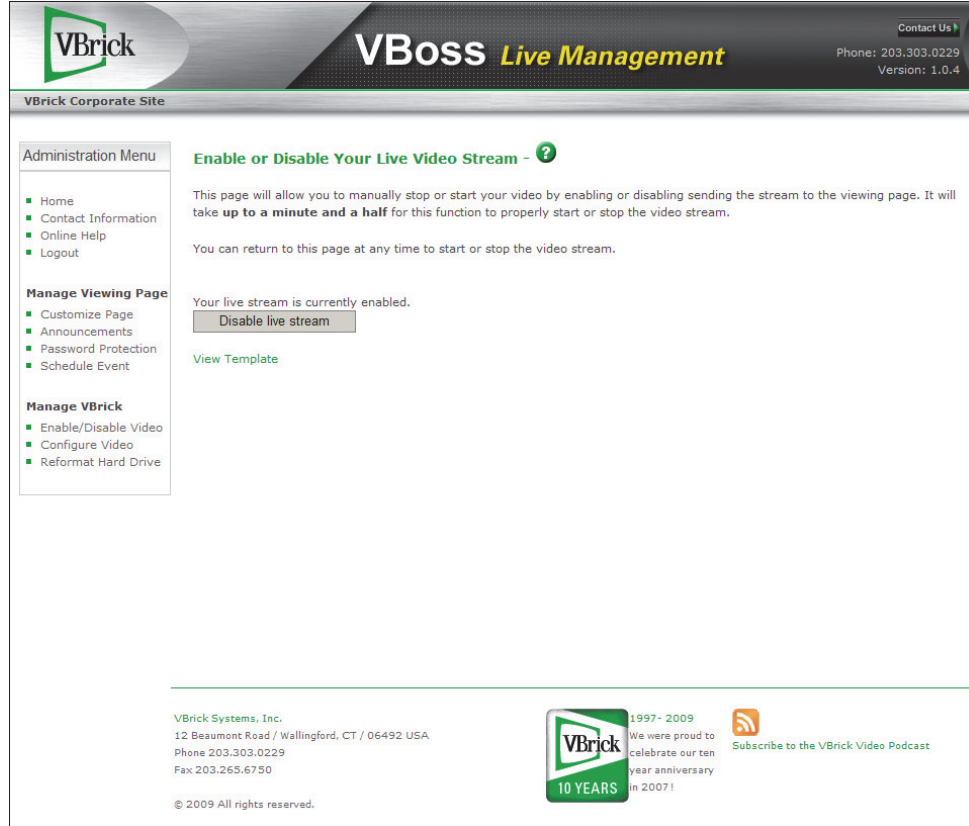 VBrick
VBoss Live Management
Contact Us
Phone: 203.303.0229
Version: 1.0.4
VBrick Corporate Site
Administration Menu
Home
Contact Information
Online Help
Logout
Manage Viewing Page
Customize Page
Announcements
Password Protection
Schedule Event
Manage VBrick
Enable/Disable Video
Configure Video
Reformat Hard Drive
Enable or Disable Your Live Video Stream - ?
This page will allow you to manually stop or start your video by enabling or disabling sending the stream to the viewing page. It will
take up to a minute and a half for this function to properly start or stop the video stream.
You can return to this page at any time to start or stop the video stream.
Your live stream is currently enabled.
Disable live stream
View Template
VBrick Systems, Inc.
12 Beaumont Road / Wallingford, CT / 06492 USA
Phone 203.303.0229
Fax 203.265.6750
© 2009 All rights reserved.
VBrick
10 YEARS
1997- 2009
We were proud to
celebrate our ten
year anniversary
in 2007!
Subscribe to the VBrick Video Podcast